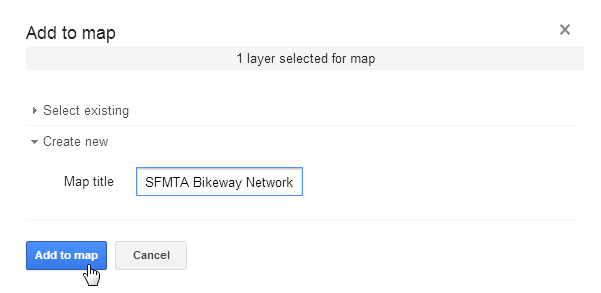 Add to map
1 layer selected for map
Select existing
Create new
Map title SFMTA Bikeway Network
Add to map Cancel